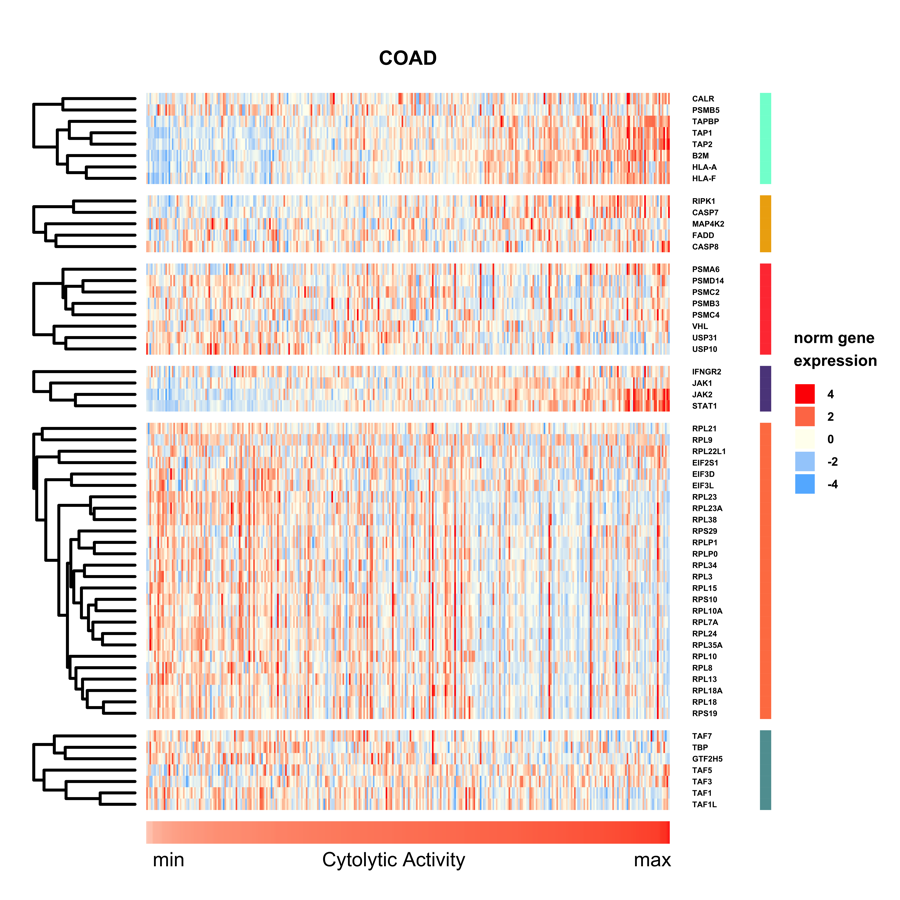 COAD
CALR
PSMB5
TAPBP
TAP1
TAP2
B2M
HLA-A
HLA-F
RIPK1
CASP7
MAP4K2
FADD
CASP8
PSMA6
PSMD14
PSMC2
PSMB3
PSMC4
VHL
USP31
USP10
IFNGR2
JAK1
JAK2
STAT1
RPL21
RPL9
RPL22L1
EIF2S1
EIF3D
EIF3L
RPL23
RPL23A
RPL38
RPS29
RPLP1
RPLP0
RPL34
RPL3
RPL15
RPS10
RPL10A
RPL7A
RPL24
RPL35A
RPL10
RPL8
RPL13
RPL18A
RPL18
RPS19
TAF7
TBP
GTF2H5
TAF5
TAF3
TAF1
TAF1L
norm gene
expression
4
2
0
-2
-4
min Cytolytic Activity max